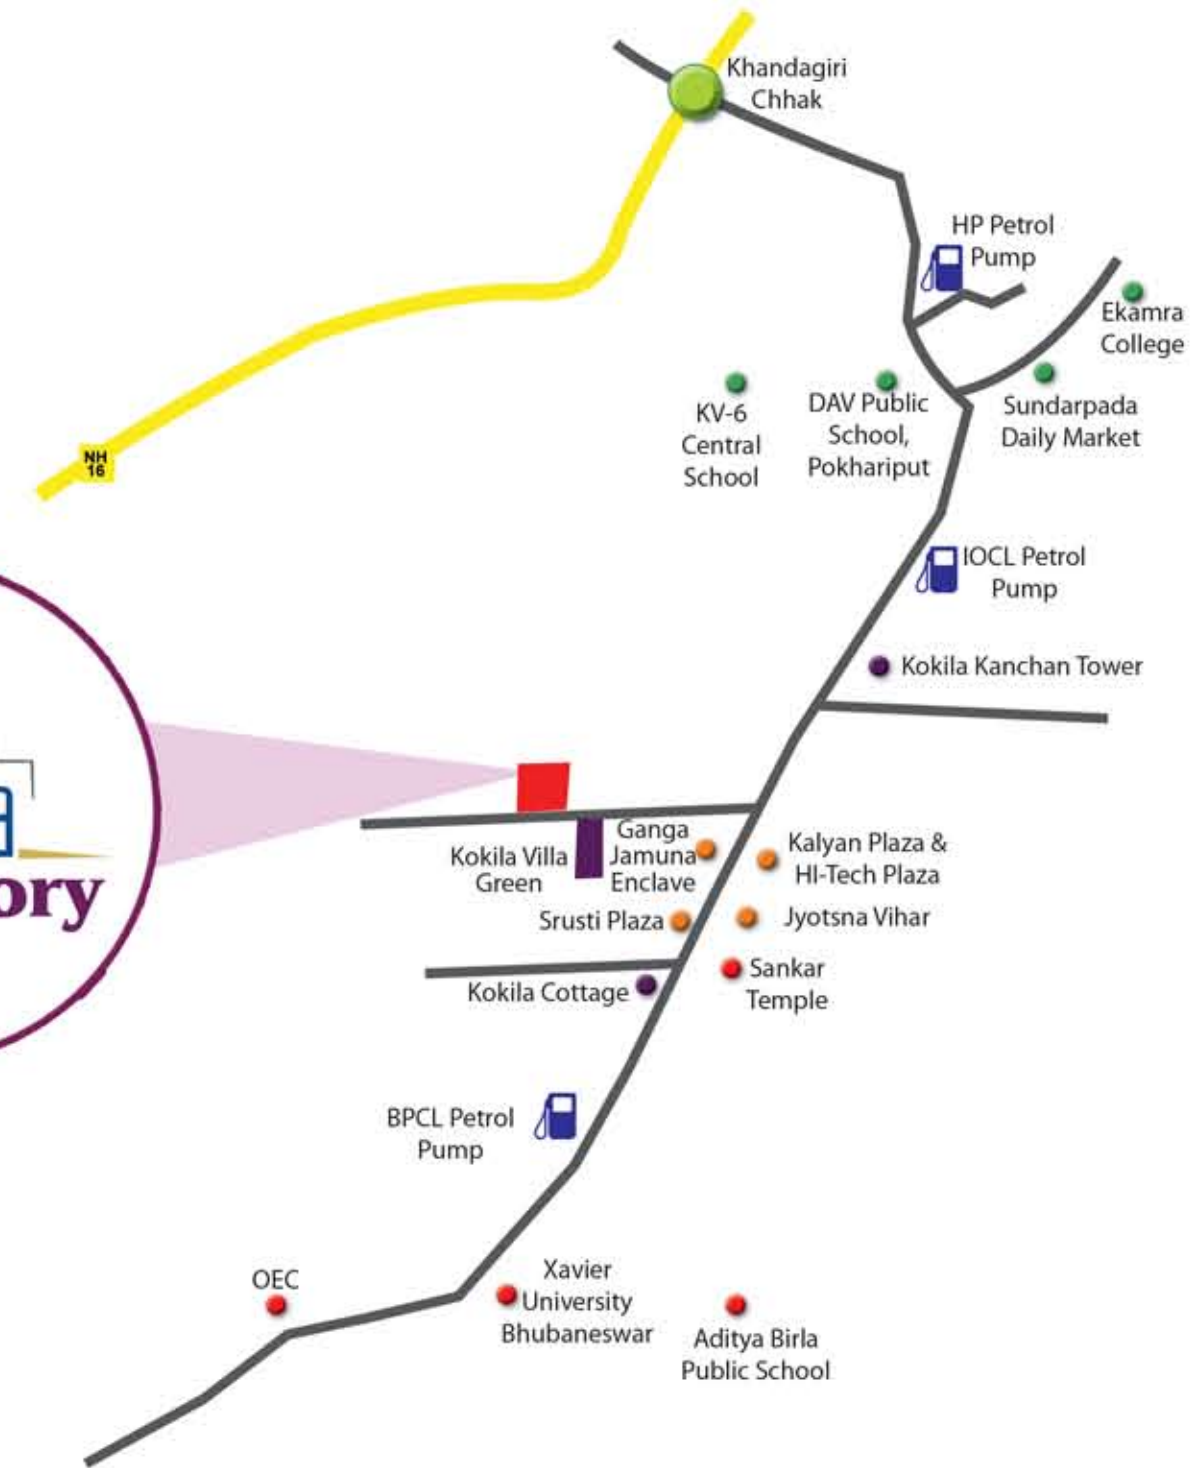 Khandagiri
Chhak
HP Petrol
Pump
Ekamra
College
KV-6
Central
School
DAV Public
School,
Pokhariput
Sundarpada
Daily Market
NH
16
IOCL Petrol
Pump
Kokila Kanchan Tower
Kokila Villa
Green
Ganga
Jamuna
Enclave
Kalyan Plaza &
HI-Tech Plaza
ory
Srusti Plaza
Jyotsna Vihar
Sankar
Temple
Kokila Cottage
BPCL Petrol
Pump
OEC
Xavier
University
Bhubaneswar
Aditya Birla
Public School